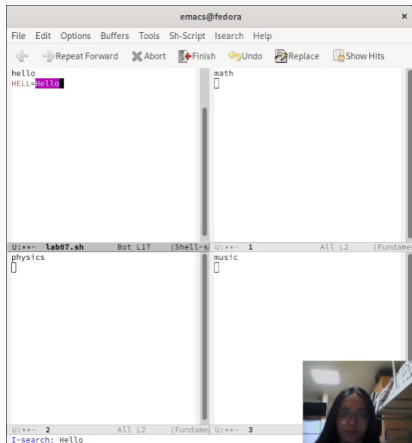 emacs@fedora ×
File Edit Options Buffers Tools Sh-Script Isearch Help
Repeat Forward Abort Finish Undo Replace Show Hits
hello
HELL=Hello
U:**- lab07.sh Bot L17 (Shell-s
math
U:**- 1 All L2 (Fundame
physics
U:**- 2 All L2 (Fundame
music
U:**- 3
I-search: Hello